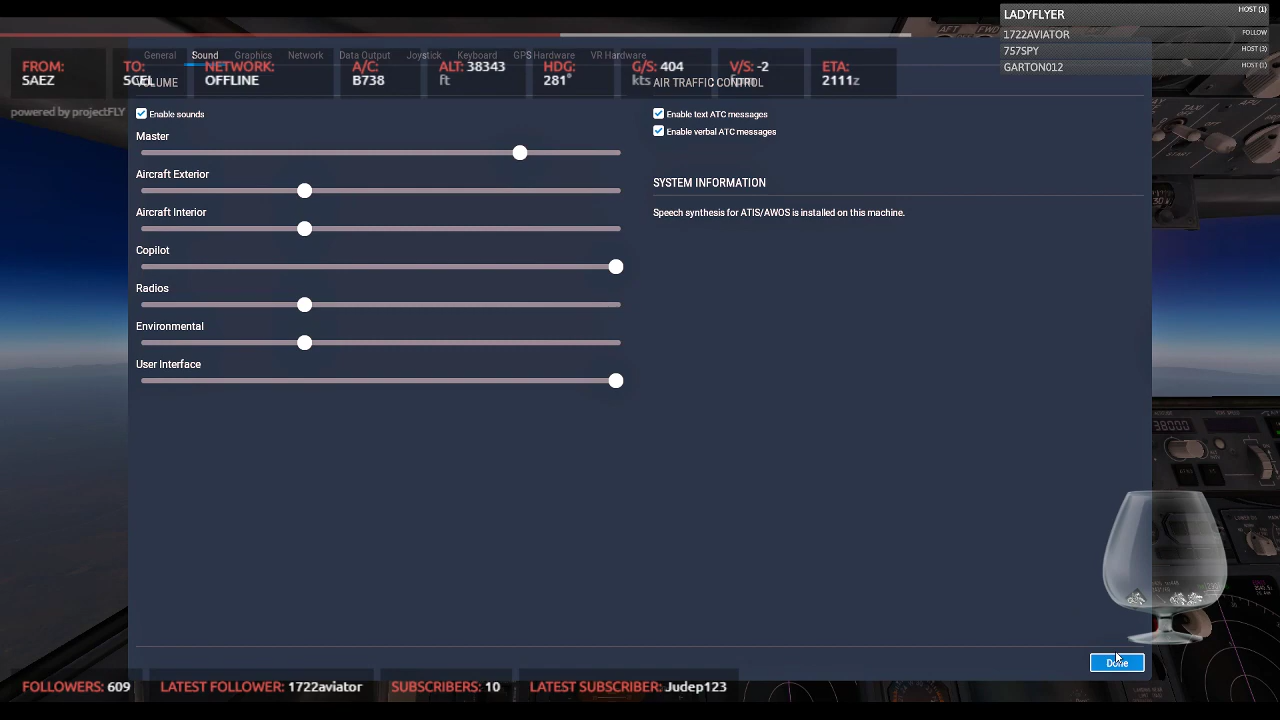 LADYFLYER HOST (1)
1722AVIATOR FOLLOW
757SPY HOST (3)
GARTON012 HOST (1)
General Sound Graphics Network Data Output Joystick Keyboard GPS Hardware VR Hardware
FROM: SAEZ
TO: SCEL
NETWORK: OFFLINE
A/C: B738
ALT: 38343 ft
HDG: 281°
G/S: 404 kts
V/S: -2
ETA: 2111z
powered by projectFLY
VOLUME
Enable sounds
Master
Aircraft Exterior
Aircraft Interior
Copilot
Radios
Environmental
User Interface
AIR TRAFFIC CONTROL
Enable text ATC messages
Enable verbal ATC messages
SYSTEM INFORMATION
Speech synthesis for ATIS/AWOS is installed on this machine.
38000
Done
FOLLOWERS: 609
LATEST FOLLOWER: 1722aviator
SUBSCRIBERS: 10
LATEST SUBSCRIBER: Judep123